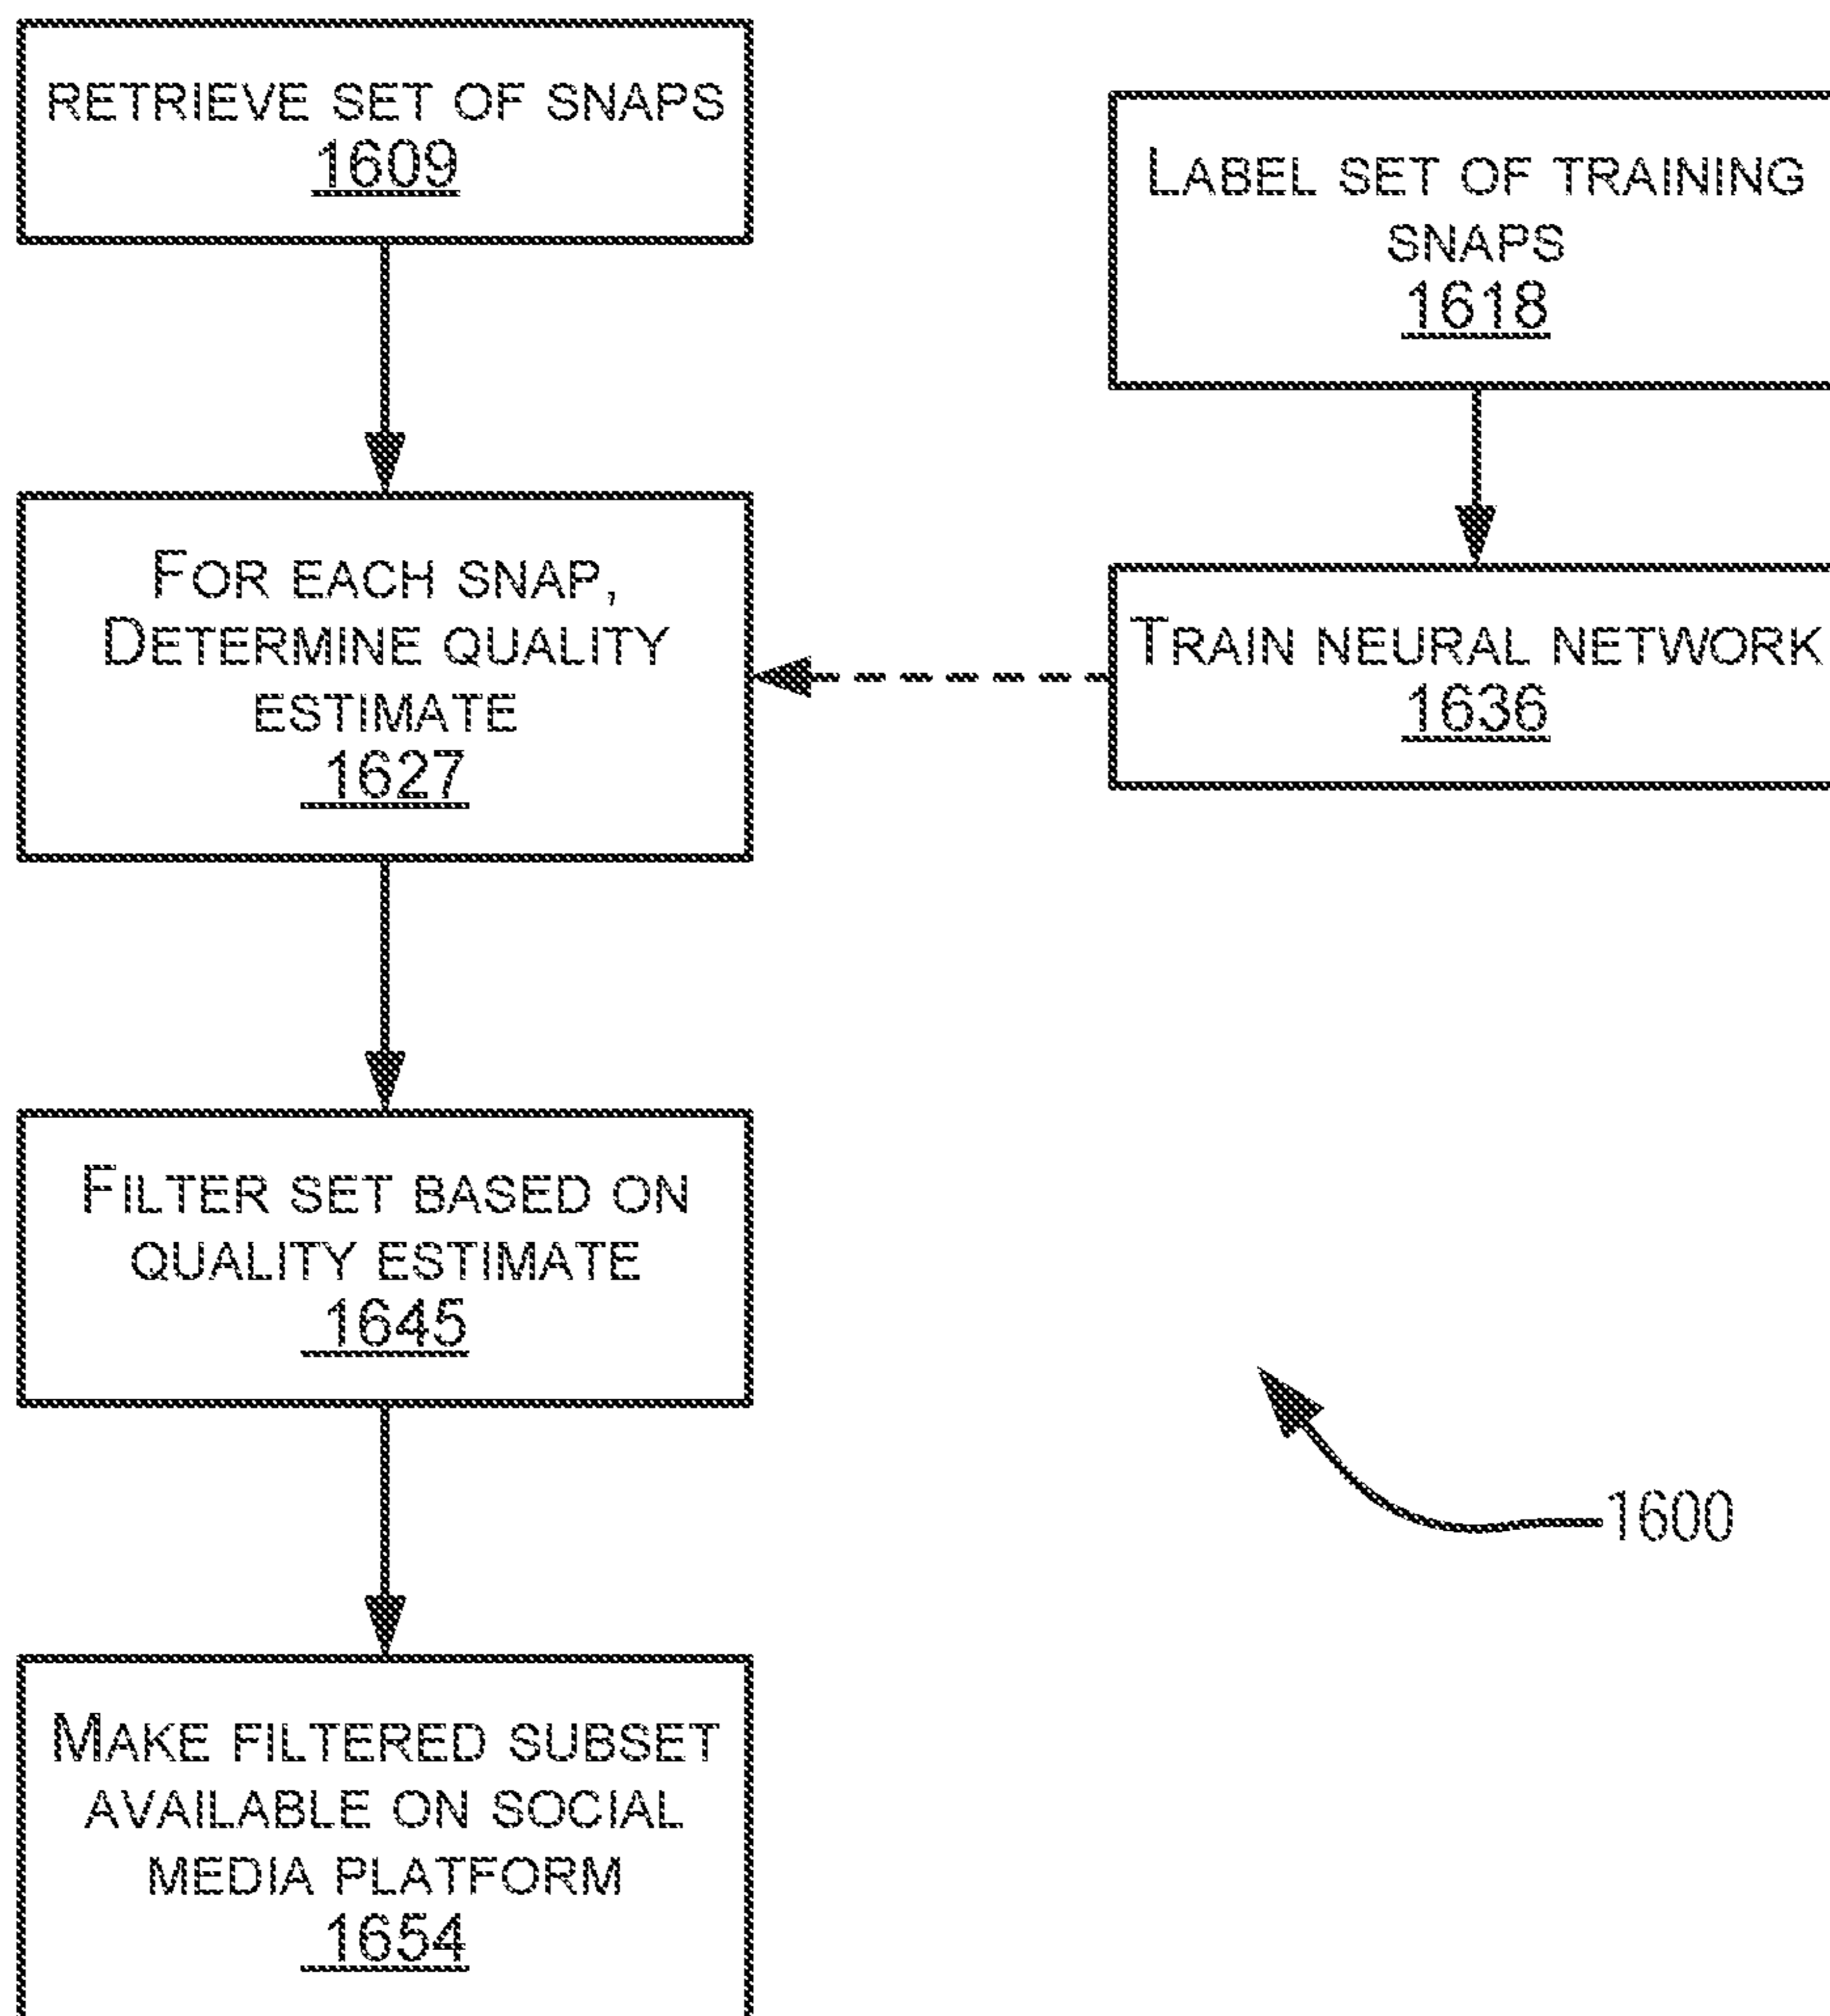 RETRIEVE SET OF SNAPS
1609
LABEL SET OF TRAINING
SNAPS
1618
FOR EACH SNAP,
DETERMINE QUALITY
ESTIMATE
1627
TRAIN NEURAL NETWORK
1636
FILTER SET BASED ON
QUALITY ESTIMATE
1645
1600
MAKE FILTERED SUBSET
AVAILABLE ON SOCIAL
MEDIA PLATFORM
1654